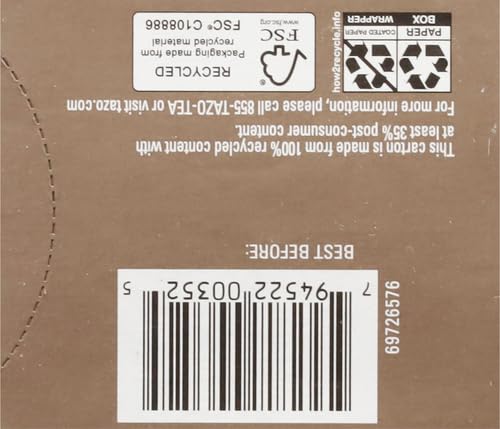 69726576
7 94522 00352 5
BEST BEFORE:
This carton is made from 100% recycled content with
at least 35% post-consumer content.
For more information, please call 855-TAZO-TEA or visit tazo.com
PAPER
BOX
COATED PAPER
WRAPPER
how2recycle.info
FSC
www.fsc.org
RECYCLED
Packaging made from
recycled material
FSC® C108886